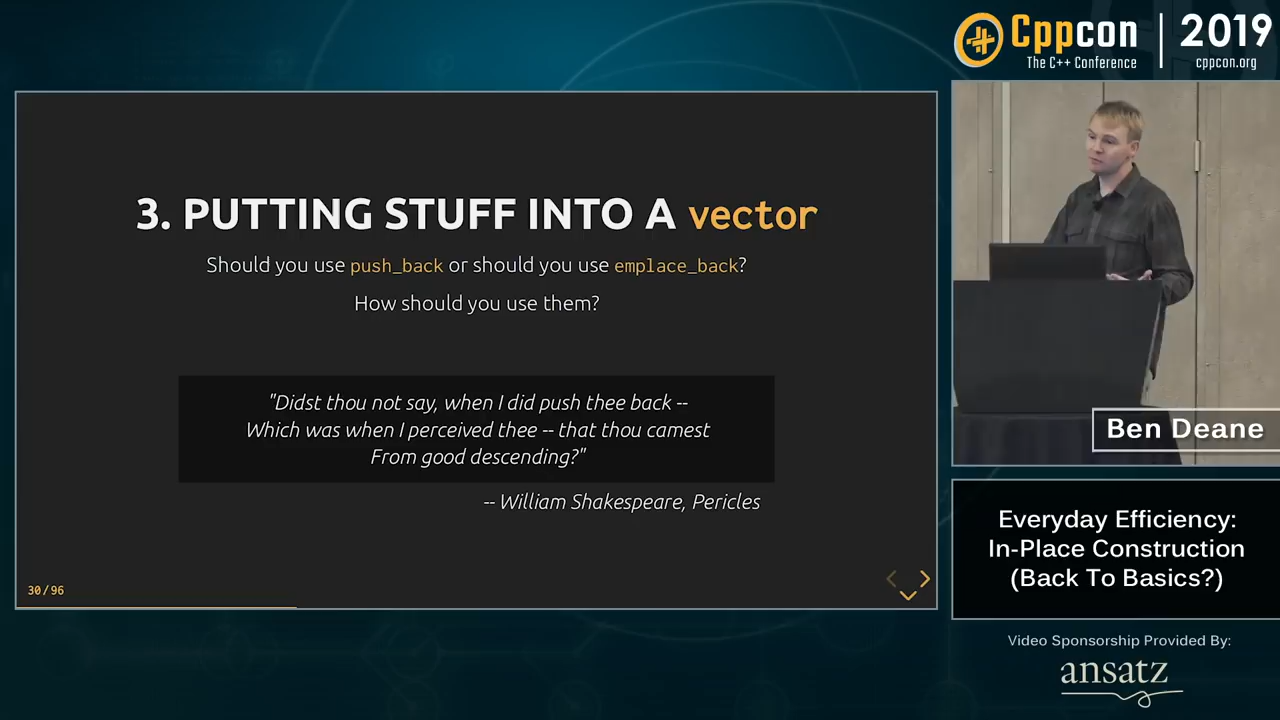 Cppcon
The C++ Conference
2019
cppcon.org
3. PUTTING STUFF INTO A vector
Should you use push_back or should you use emplace_back?
How should you use them?
"Didst thou not say, when I did push thee back --
Which was when I perceived thee -- that thou camest
From good descending?"
-- William Shakespeare, Pericles
30/96
Ben Deane
Everyday Efficiency:
In-Place Construction
(Back To Basics?)
Video Sponsorship Provided By:
ansatz